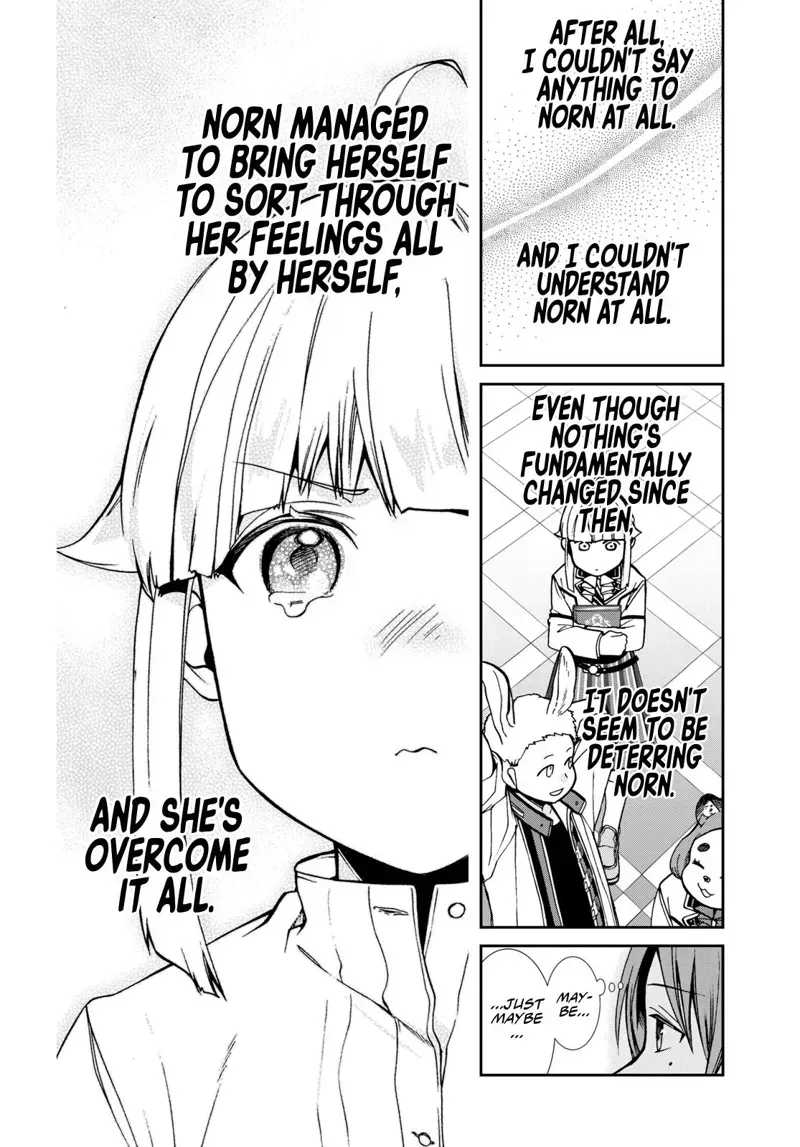 AFTER ALL,
I COULDN'T SAY
ANYTHING TO
NORN AT ALL.
AND I COULDN'T
UNDERSTAND
NORN AT ALL.
EVEN THOUGH
NOTHING'S
FUNDAMENTALLY
CHANGED SINCE
THEN,
IT DOESN'T
SEEM TO BE
DETERRING
NORN.
MAY-
BE...
...JUST
MAYBE
...
NORN MANAGED
TO BRING HERSELF
TO SORT THROUGH
HER FEELINGS ALL
BY HERSELF,
AND SHE'S
OVERCOME
IT ALL.